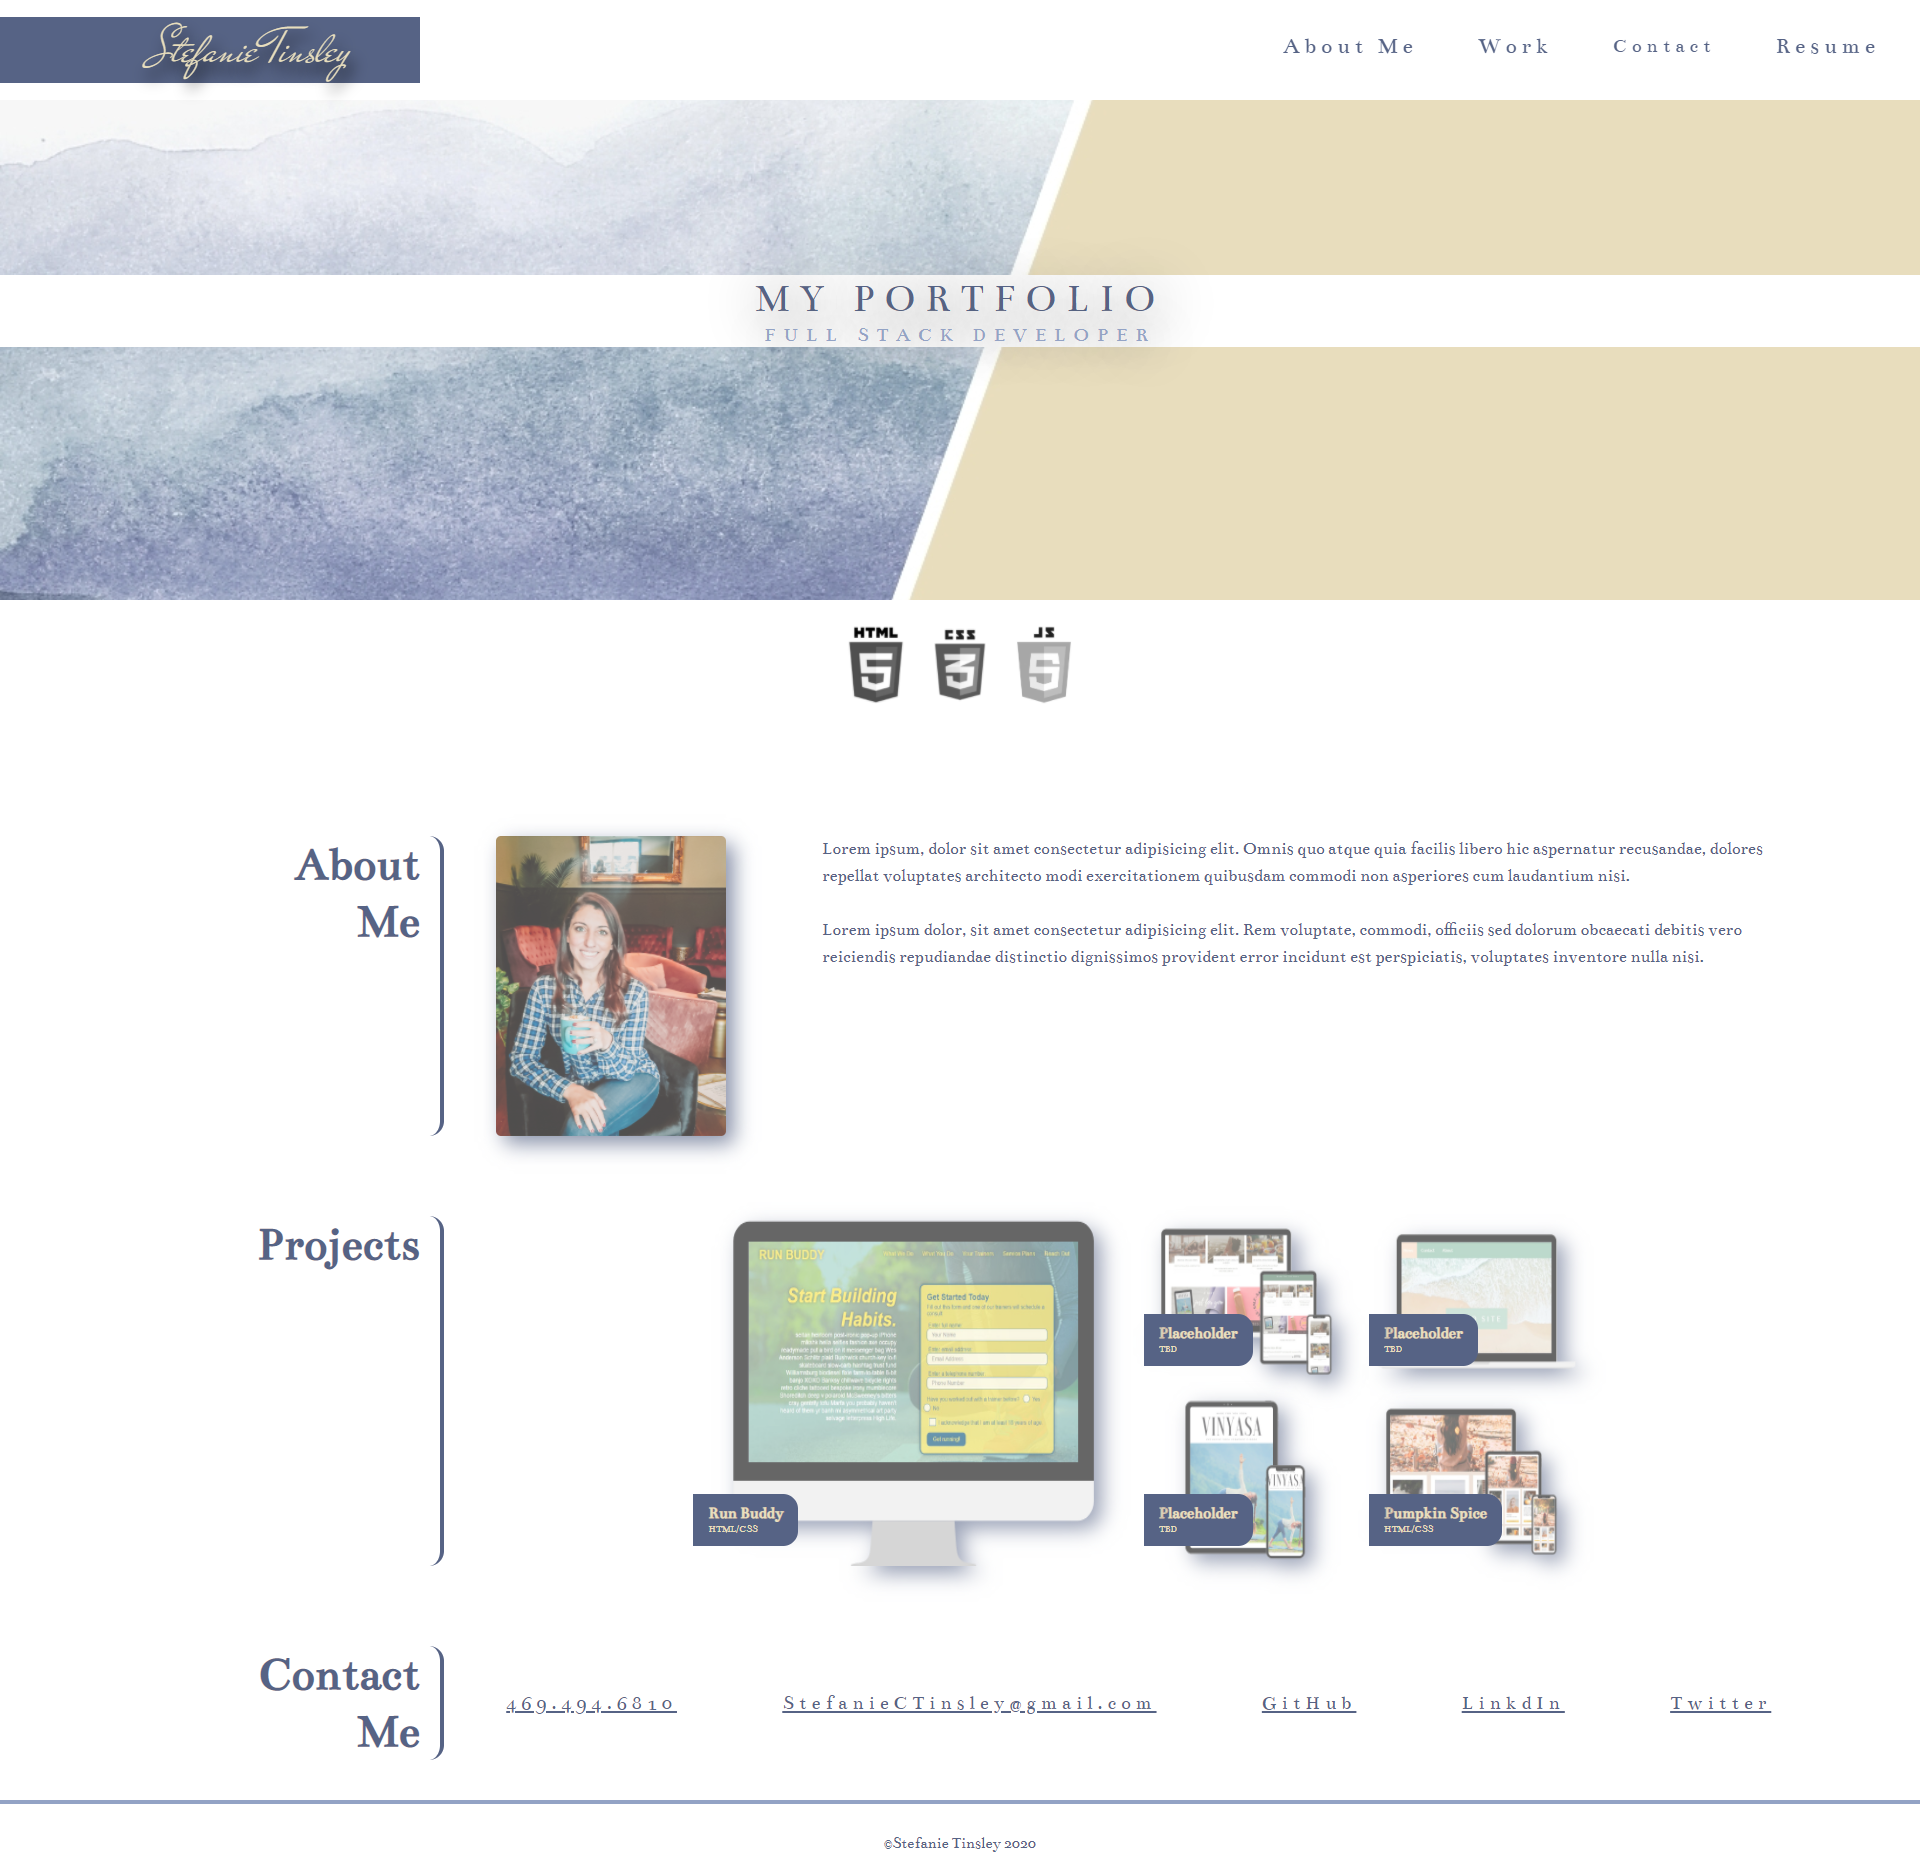 Stefanie Tinsley
About Me
Work
Contact
Resume
MY PORTFOLIO
FULL STACK DEVELOPER
HTML
CSS
JS
5
3
5
About
Me
Lorem ipsum, dolor sit amet consectetur adipisicing elit. Omnis quo atque quia facilis libero hic aspernatur recusandae, dolores
repellat voluptates architecto modi exercitationem quibusdam commodi non asperiores cum laudantium nisi.
Lorem ipsum dolor, sit amet consectetur adipisicing elit. Rem voluptate, commodi, officiis sed dolorum obcaecati debitis vero
reiciendis repudiandae distinctio dignissimos provident error incidunt est perspiciatis, voluptates inventore nulla nisi.
Projects
RUN BUDDY
Start Building
Habits.
Get Started Today
Run Buddy
HTML/CSS
Placeholder
TBD
Placeholder
TBD
VINYASA
VINYASA
Placeholder
TBD
Pumpkin Spice
HTML/CSS
Contact
Me
469.494.6810
StefanieCTinsley@gmail.com
GitHub
LinkdIn
Twitter
©Stefanie Tinsley 2020